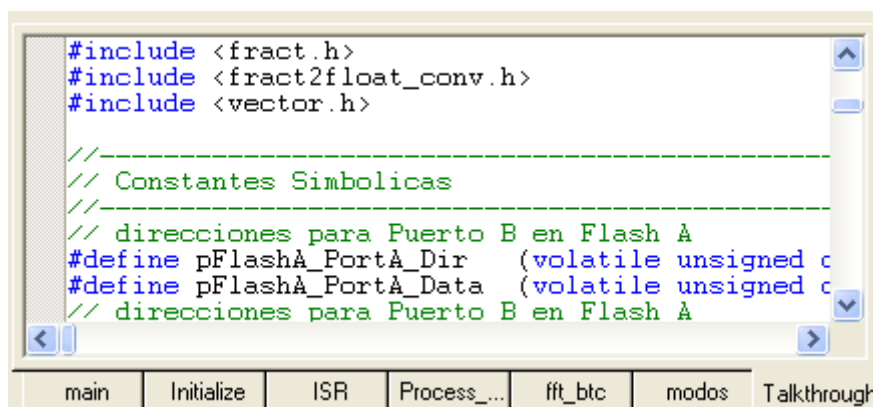 #include <fract.h>
#include <fract2float_conv.h>
#include <vector.h>
//-----------------------------------------------
// Constantes Simbolicas
//-----------------------------------------------
// direcciones para Puerto B en Flash A
#define pFlashA_PortA_Dir (volatile unsigned c
#define pFlashA_PortA_Data (volatile unsigned c
// direcciones para Puerto B en Flash A
main Initialize ISR Process_... fft_btc modos Talkthrough